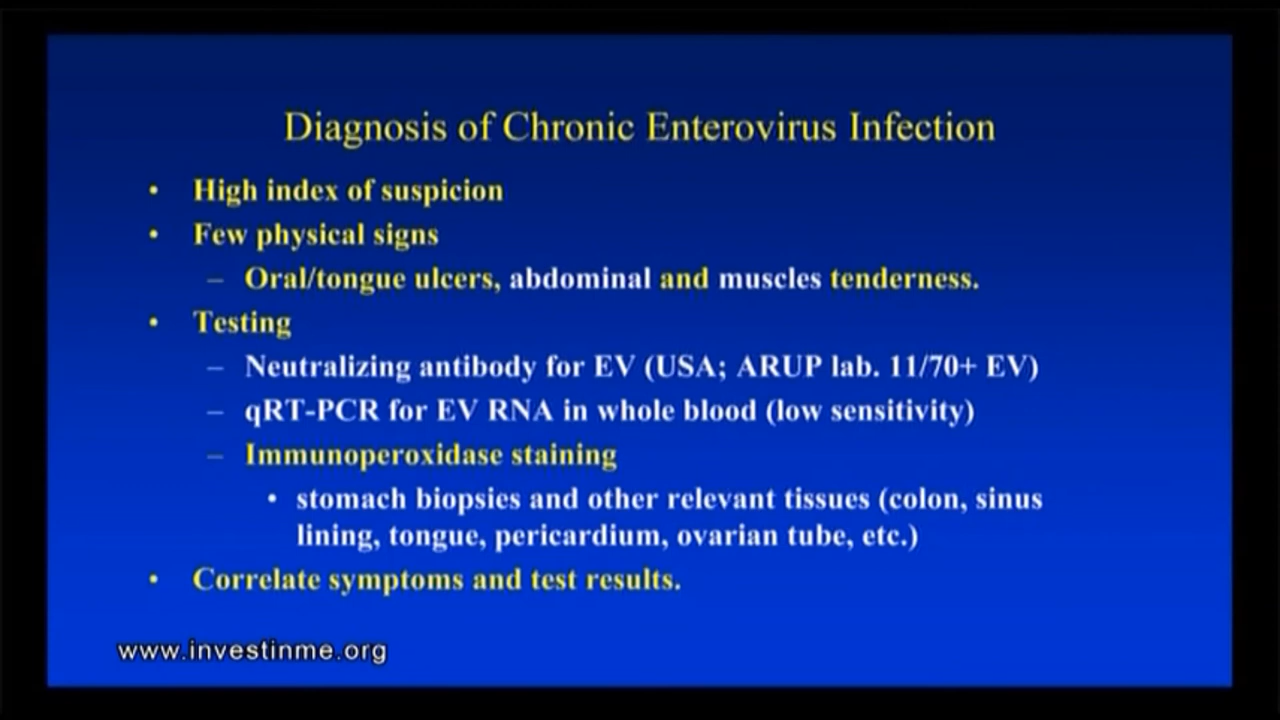 Diagnosis of Chronic Enterovirus Infection
• High index of suspicion
• Few physical signs
– Oral/tongue ulcers, abdominal and muscles tenderness.
• Testing
– Neutralizing antibody for EV (USA; ARUP lab. 11/70+ EV)
– qRT-PCR for EV RNA in whole blood (low sensitivity)
– Immunoperoxidase staining
• stomach biopsies and other relevant tissues (colon, sinus
lining, tongue, pericardium, ovarian tube, etc.)
• Correlate symptoms and test results.
www.investinme.org